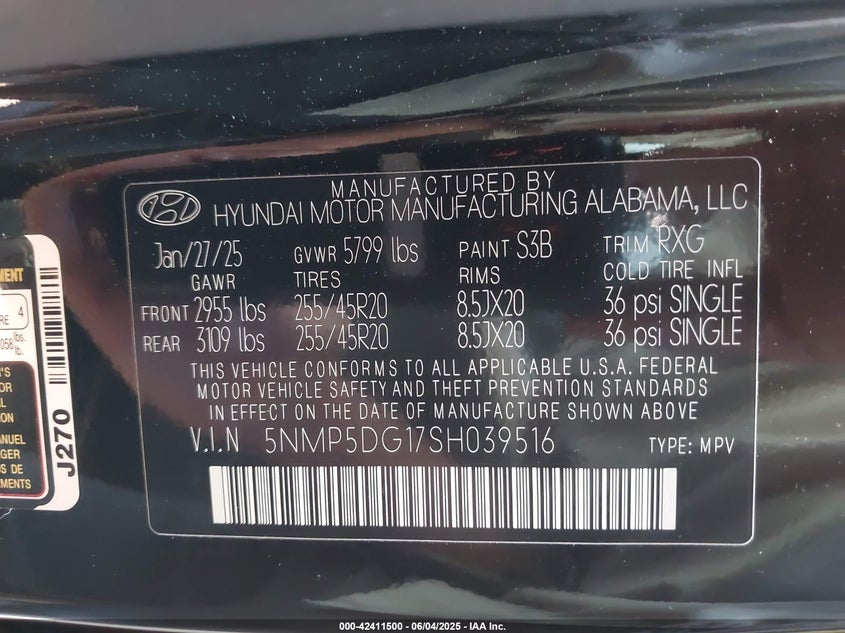 MANUFACTURED BY
HYUNDAI MOTOR MANUFACTURING ALABAMA, LLC
Jan/27/25 GVWR 5799 lbs PAINT S3B TRIM RXG
GAWR TIRES RIMS COLD TIRE INFL
FRONT 2955 lbs 255/45R20 8.5JX20 36 psi SINGLE
REAR 3109 lbs 255/45R20 8.5JX20 36 psi SINGLE
THIS VEHICLE CONFORMS TO ALL APPLICABLE U.S.A. FEDERAL
MOTOR VEHICLE SAFETY AND THEFT PREVENTION STANDARDS
IN EFFECT ON THE DATE OF MANUFACTURE SHOWN ABOVE
V.I.N 5NMP5DG17SH039516 TYPE: MPV
4
lbs.
J270
000-42411500 - 06/04/2025 - IAA Inc.